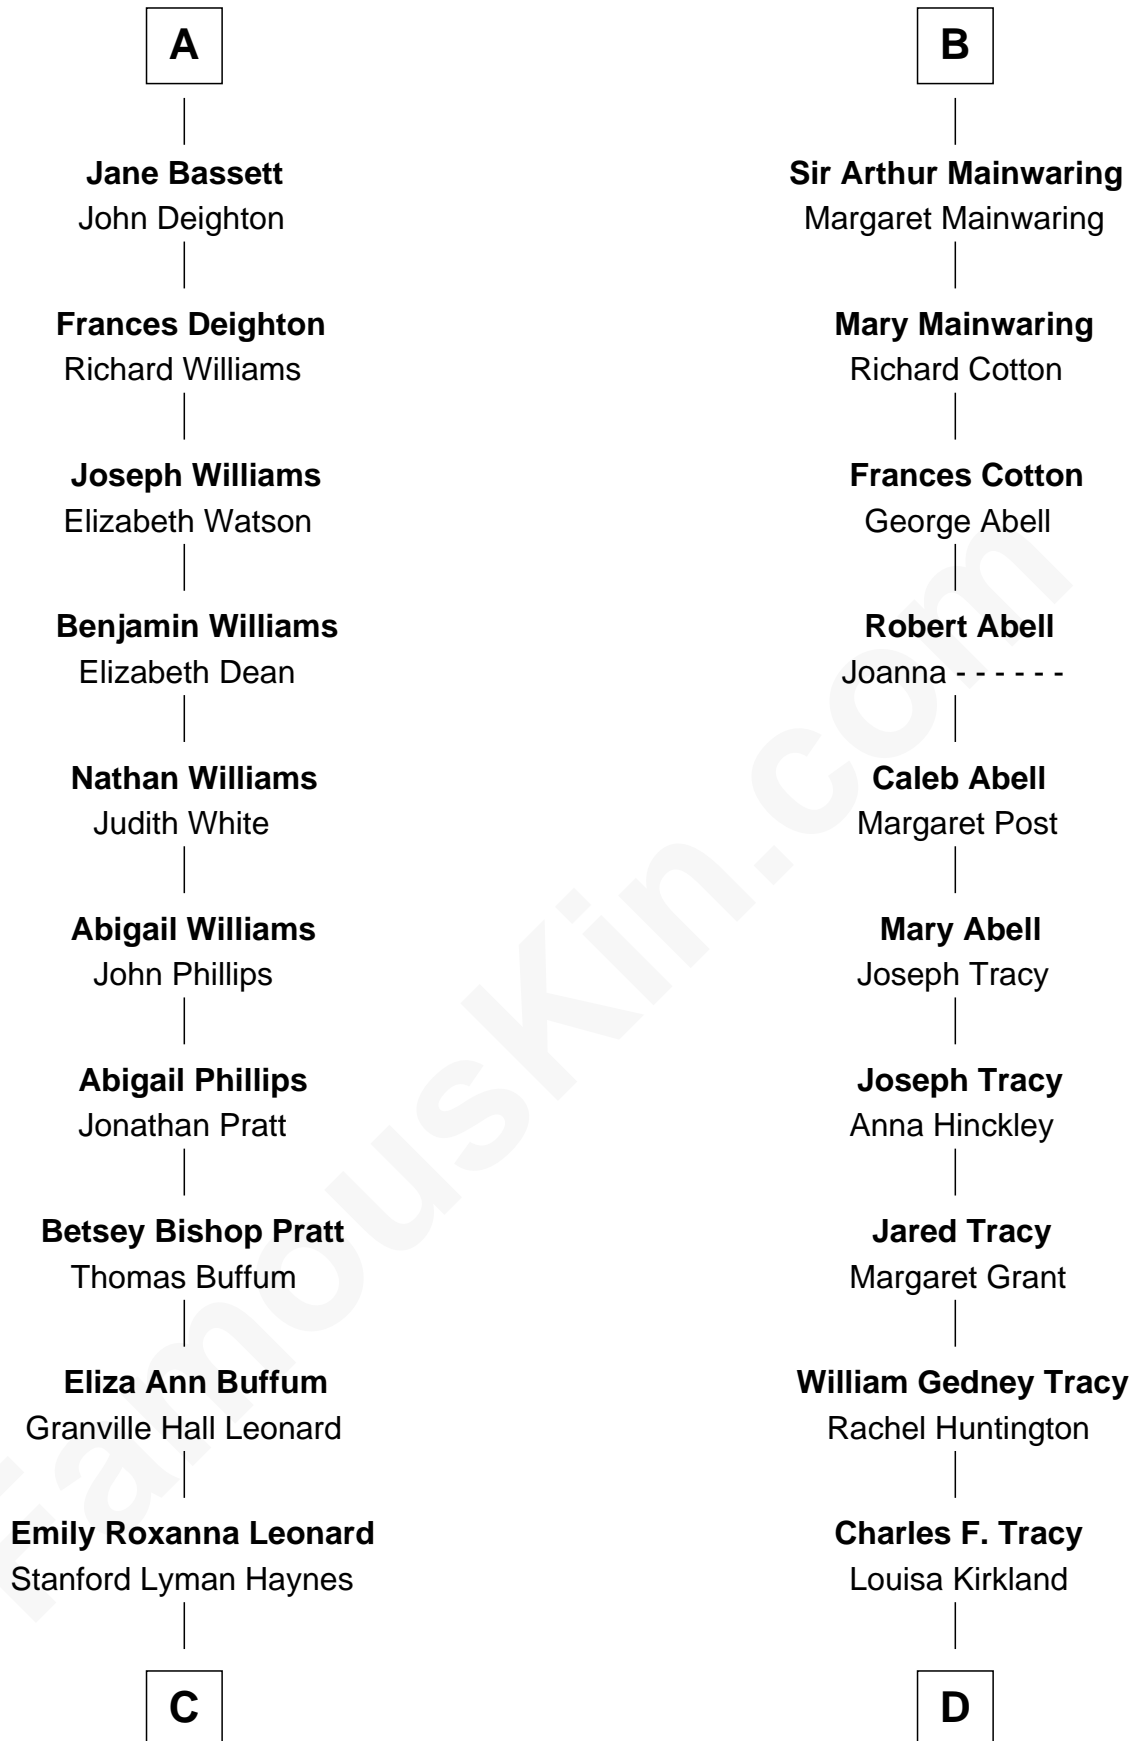 A
Jane Bassett
John Deighton
Frances Deighton
Richard Williams
Joseph Williams
Elizabeth Watson
Benjamin Williams
Elizabeth Dean
Nathan Williams
Judith White
Abigail Williams
John Phillips
Abigail Phillips
Jonathan Pratt
Betsey Bishop Pratt
Thomas Buffum
Eliza Ann Buffum
Granville Hall Leonard
Emily Roxanna Leonard
Stanford Lyman Haynes
C
B
Sir Arthur Mainwaring
Margaret Mainwaring
Mary Mainwaring
Richard Cotton
Frances Cotton
George Abell
Robert Abell
Joanna - - - - - -
Caleb Abell
Margaret Post
Mary Abell
Joseph Tracy
Joseph Tracy
Anna Hinckley
Jared Tracy
Margaret Grant
William Gedney Tracy
Rachel Huntington
Charles F. Tracy
Louisa Kirkland
D
FamousKin.com